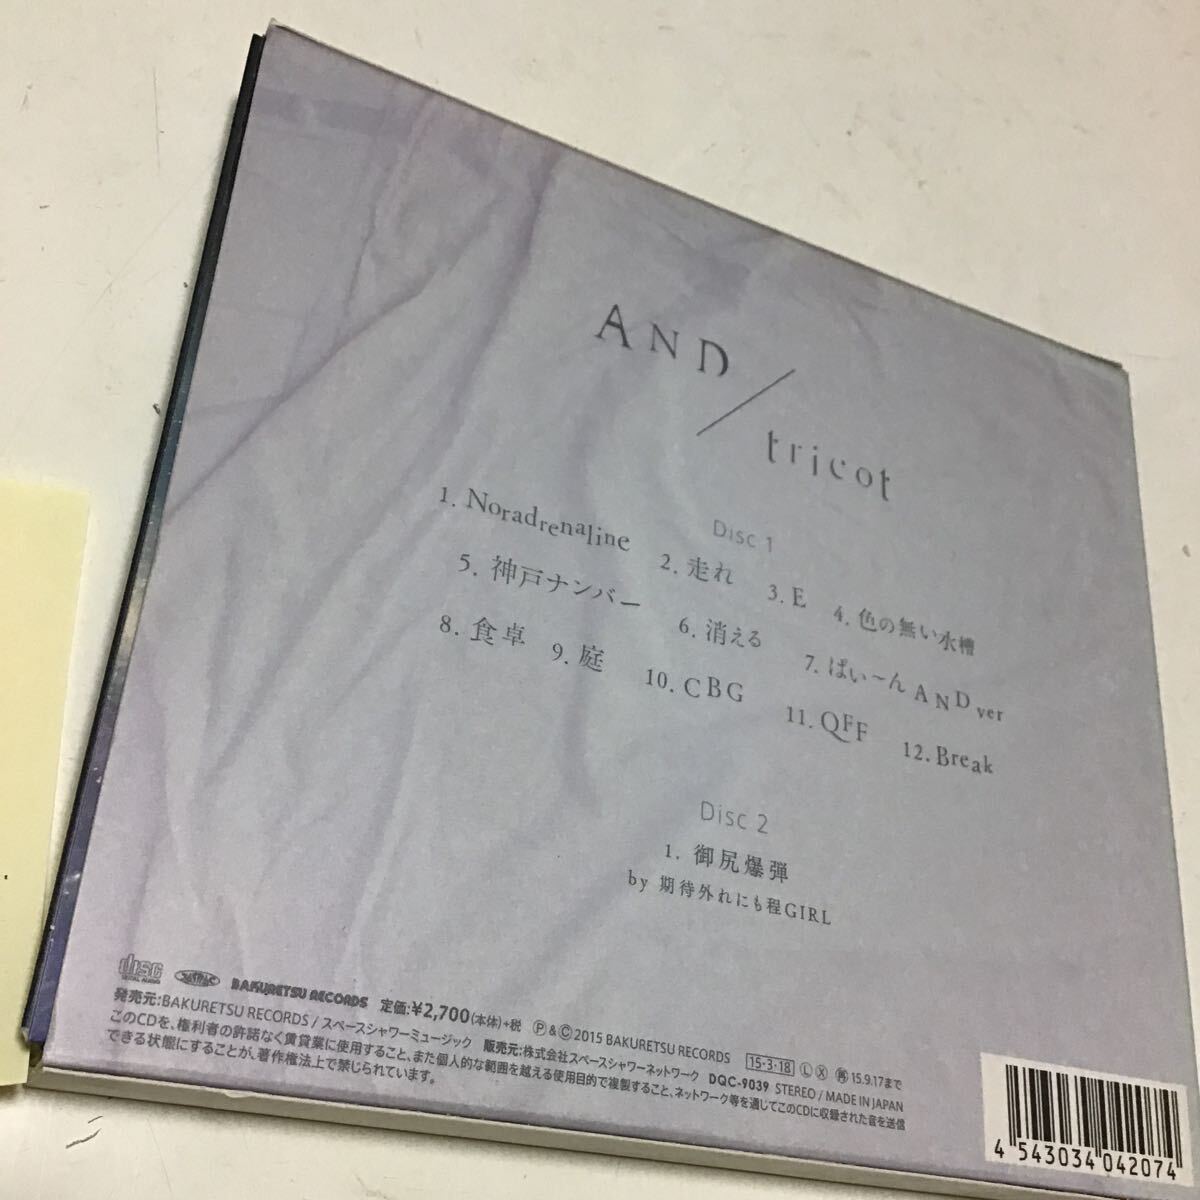 AND / tricot
Disc 1
1. Noradrenaline 2. 走れ 3. E 4. 色の無い水槽
5. 神戸ナンバー 6. 消える 7. ぱい〜ん AND ver
8. 食卓 9. 庭 10. CBG 11. QFF 12. Break
Disc 2
1. 御尻爆弾
by 期待外れにも程GIRL
disc DIGITAL AUDIO BAKURETSU RECORDS 定価:¥2,700(本体)+税 Ⓟ&©2015 BAKURETSU RECORDS 15・3・18 Ⓛ Ⓧ 再 15.9.17まで
発売元:BAKURETSU RECORDS / スペースシャワーミュージック 販売元:株式会社スペースシャワーネットワーク DQC-9039 STEREO / MADE IN JAPAN
このCDを、権利者の許諾なく賃貸業に使用すること、また個人的な範囲を越える使用目的で複製すること、ネットワーク等を通じてこのCDに収録された音を送信
できる状態にすることが、著作権法上で禁じられています。
4 543034 042074